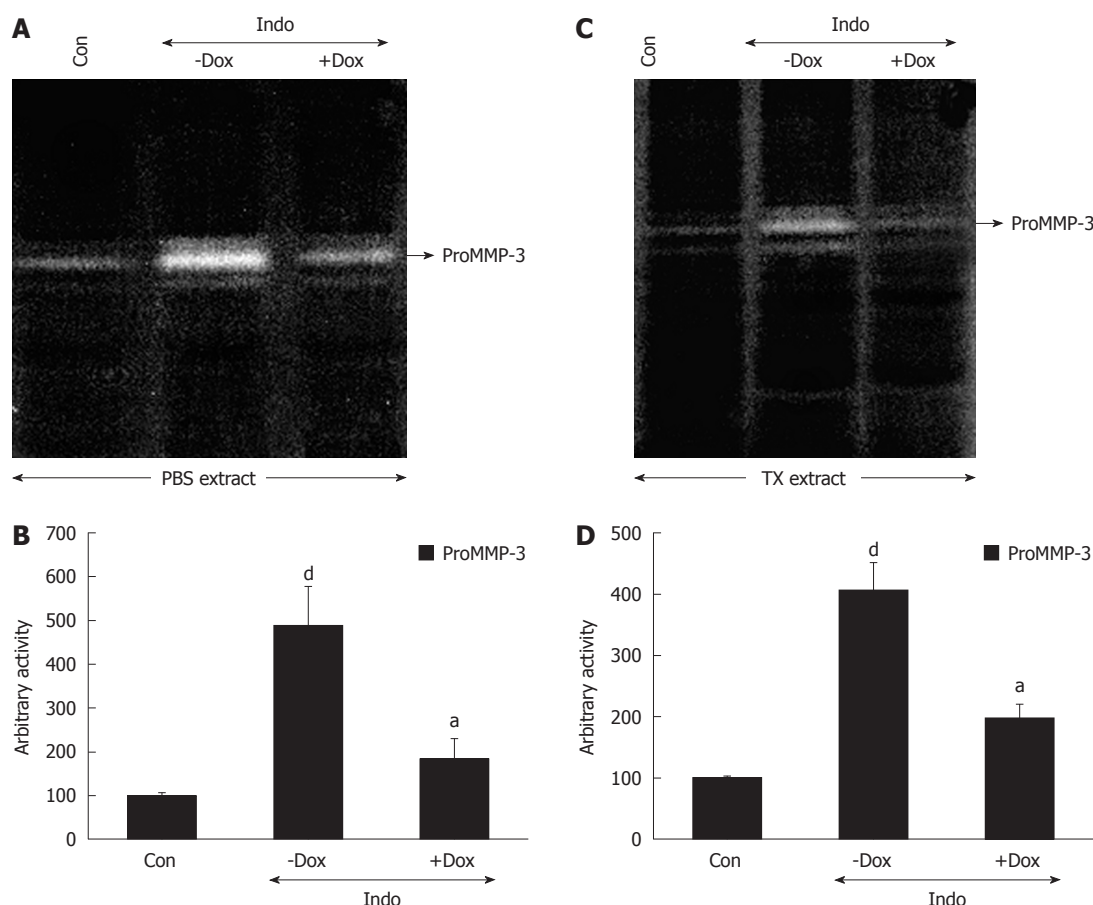 A
Con
Indo
-Dox
+Dox
ProMMP-3
PBS extract
C
Con
Indo
-Dox
+Dox
ProMMP-3
TX extract
B
700
600
500
400
300
200
100
0
Arbitrary activity
ProMMP-3
d
a
Con
-Dox
+Dox
Indo
D
500
400
300
200
100
0
Arbitrary activity
ProMMP-3
d
a
Con
-Dox
+Dox
Indo